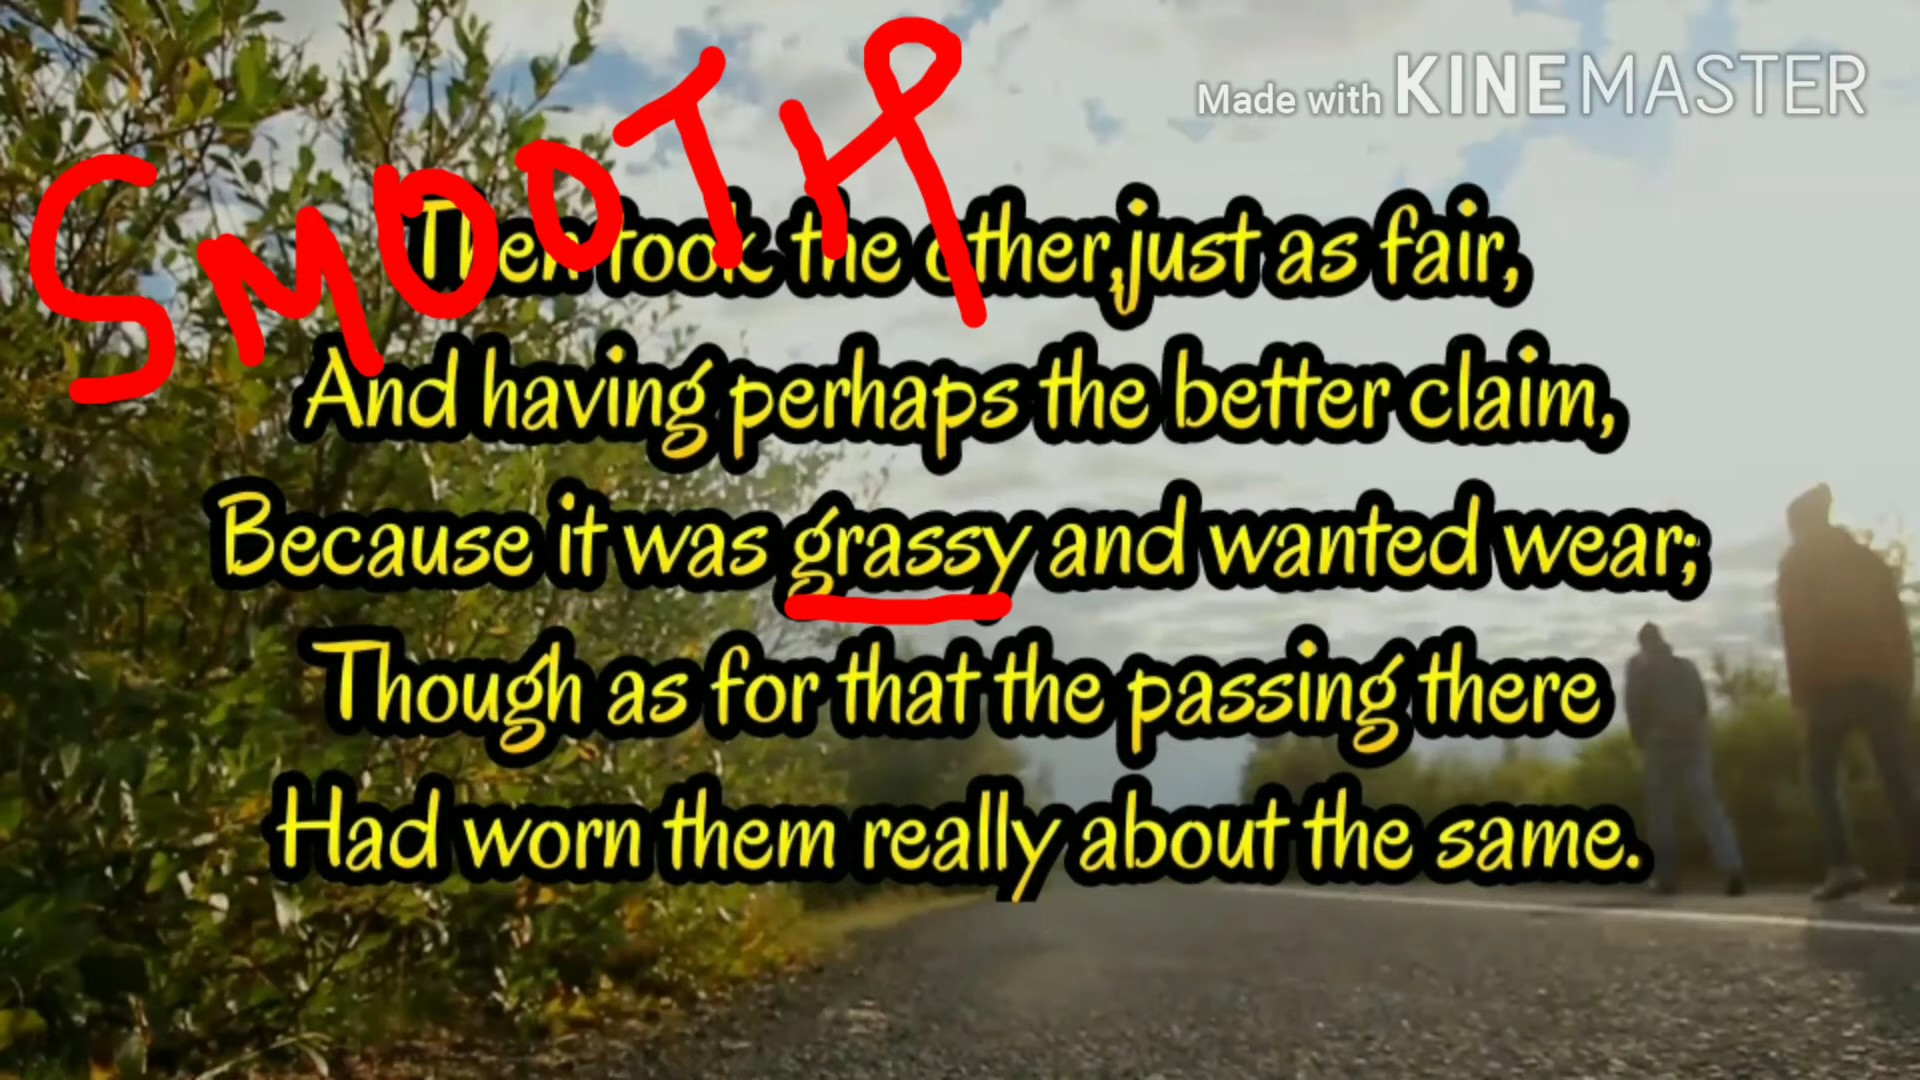 Made with KINEMASTER
SMOOTH
Then took the other,just as fair,
And having perhaps the better claim,
Because it was grassy and wanted wear;
Though as for that the passing there
Had worn them really about the same.